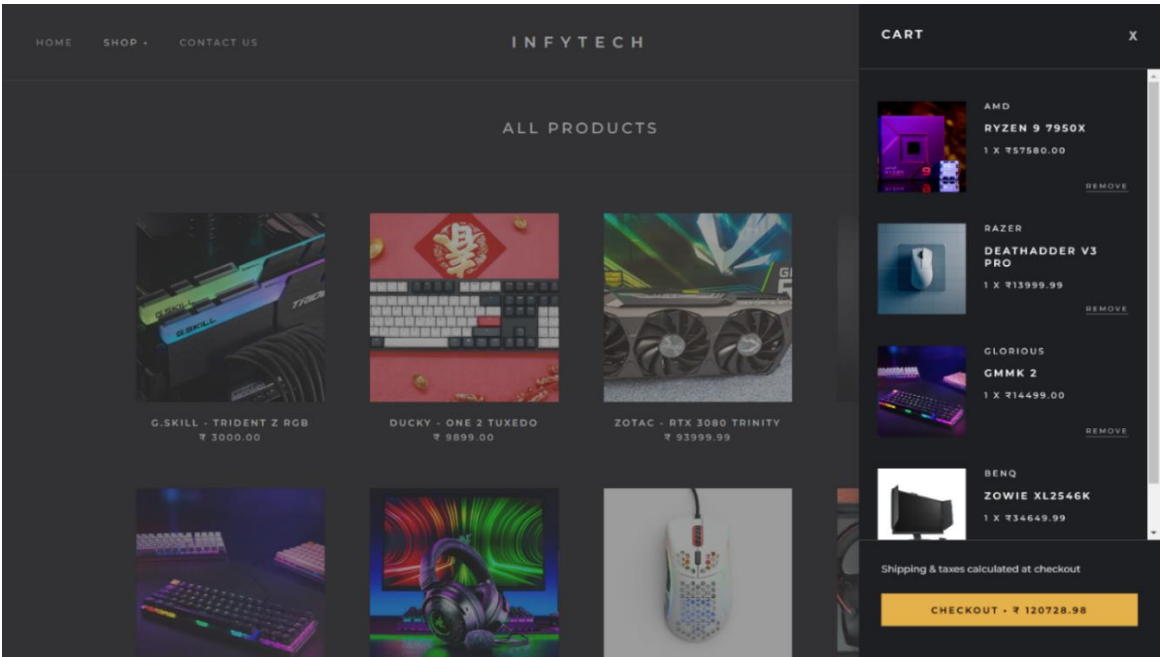 HOME
SHOP +
CONTACT US
INFYTECH
ALL PRODUCTS
G.SKILL
G.SKILL
G.SKILL - TRIDENT Z RGB
₹ 3000.00
DUCKY - ONE 2 TUXEDO
₹ 9899.00
ZOTAC - RTX 3080 TRINITY
₹ 93999.99
CART
X
AMD
RYZEN 9 7950X
1 X ₹57580.00
REMOVE
RAZER
DEATHADDER V3
PRO
1 X ₹13999.99
REMOVE
GLORIOUS
GMMK 2
1 X ₹14499.00
REMOVE
BENQ
ZOWIE XL2546K
1 X ₹34649.99
Shipping & taxes calculated at checkout
CHECKOUT • ₹ 120728.98